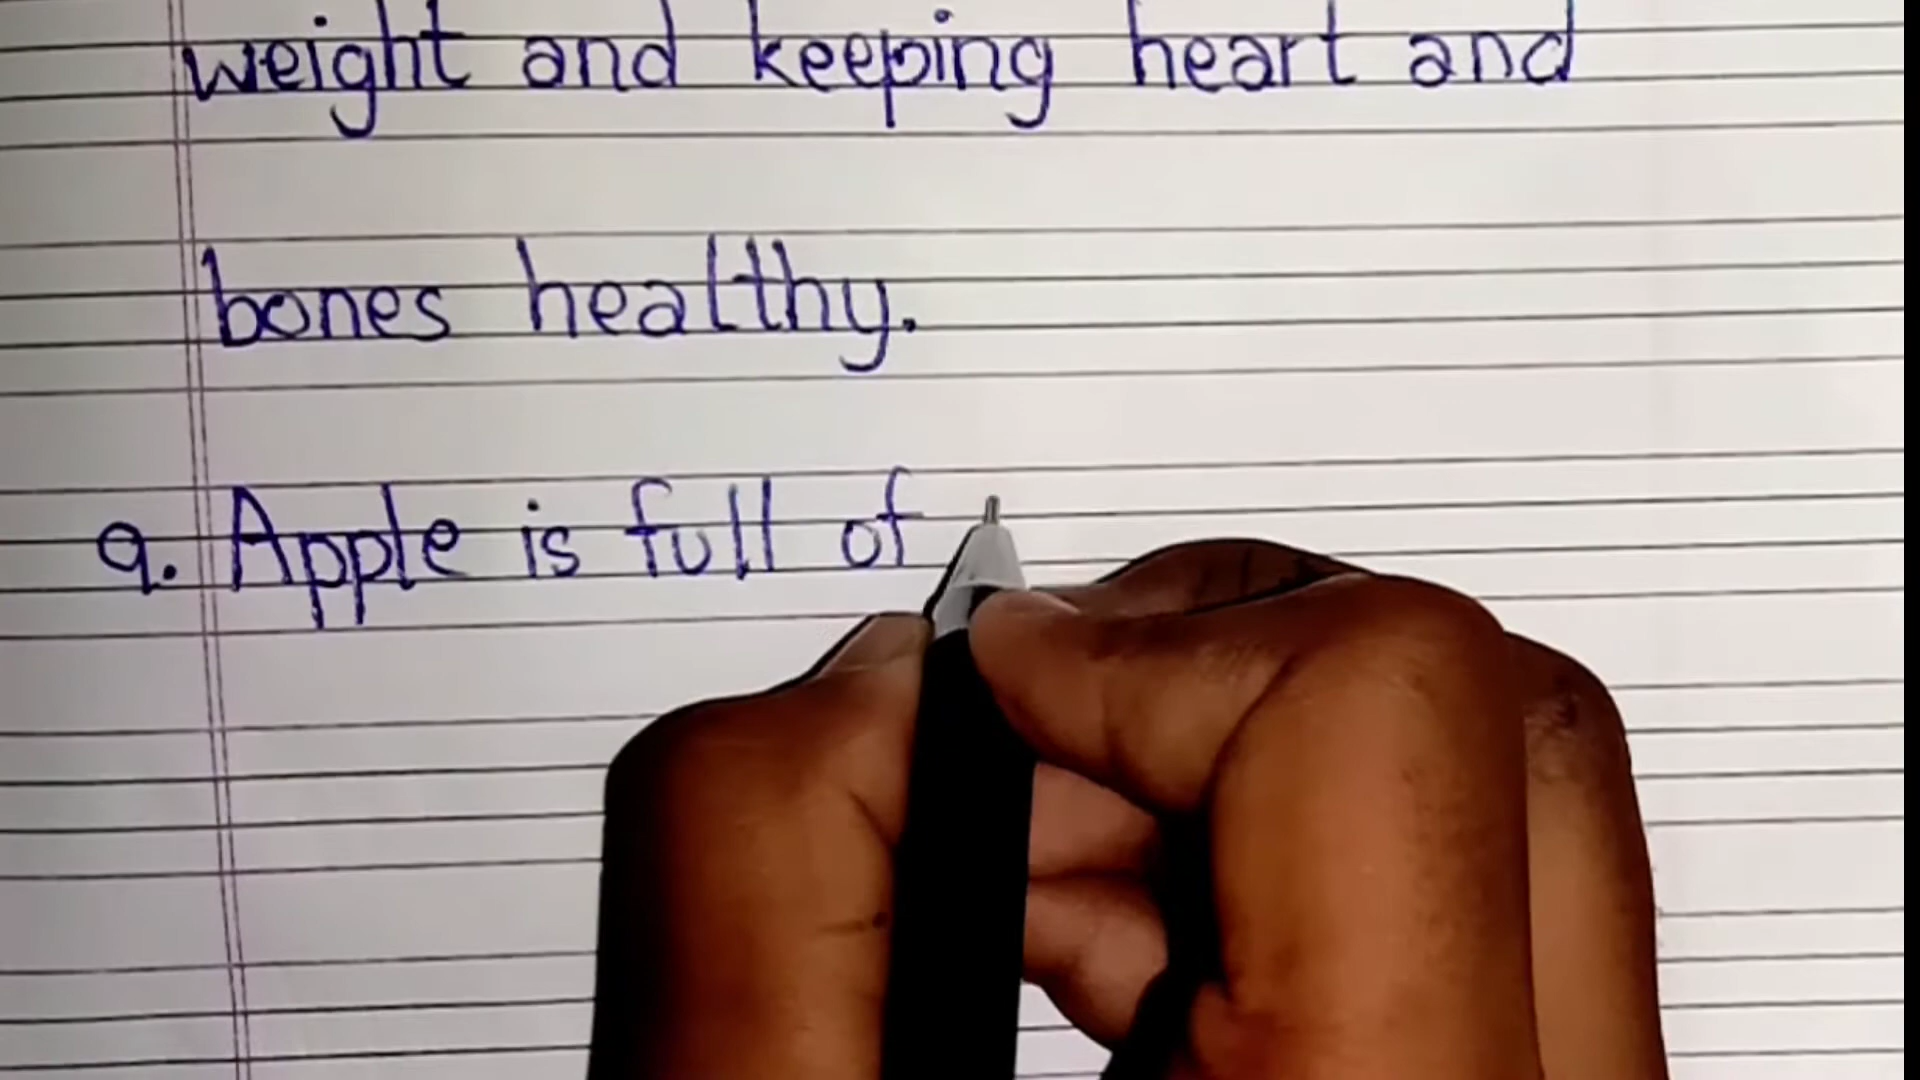 weight and keeping heart and
bones healthy.
9. Apple is full of